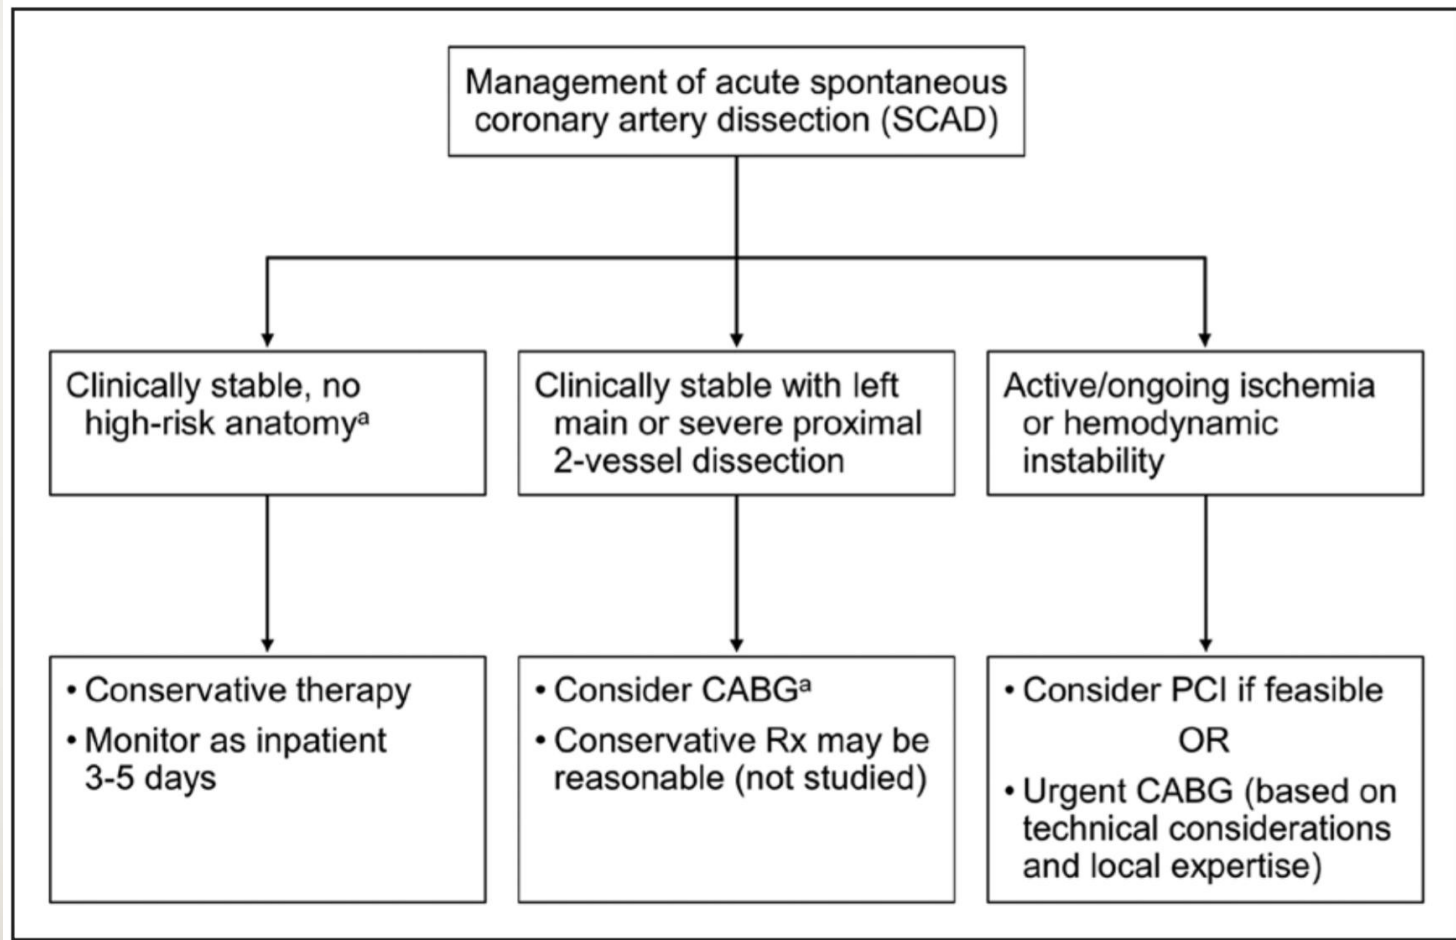 Management of acute spontaneous
coronary artery dissection (SCAD)
Clinically stable, no
high-risk anatomyᵃ
Clinically stable with left
main or severe proximal
2-vessel dissection
Active/ongoing ischemia
or hemodynamic
instability
• Conservative therapy
• Monitor as inpatient
3-5 days
• Consider CABGᵃ
• Conservative Rx may be
reasonable (not studied)
• Consider PCI if feasible
OR
• Urgent CABG (based on
technical considerations
and local expertise)